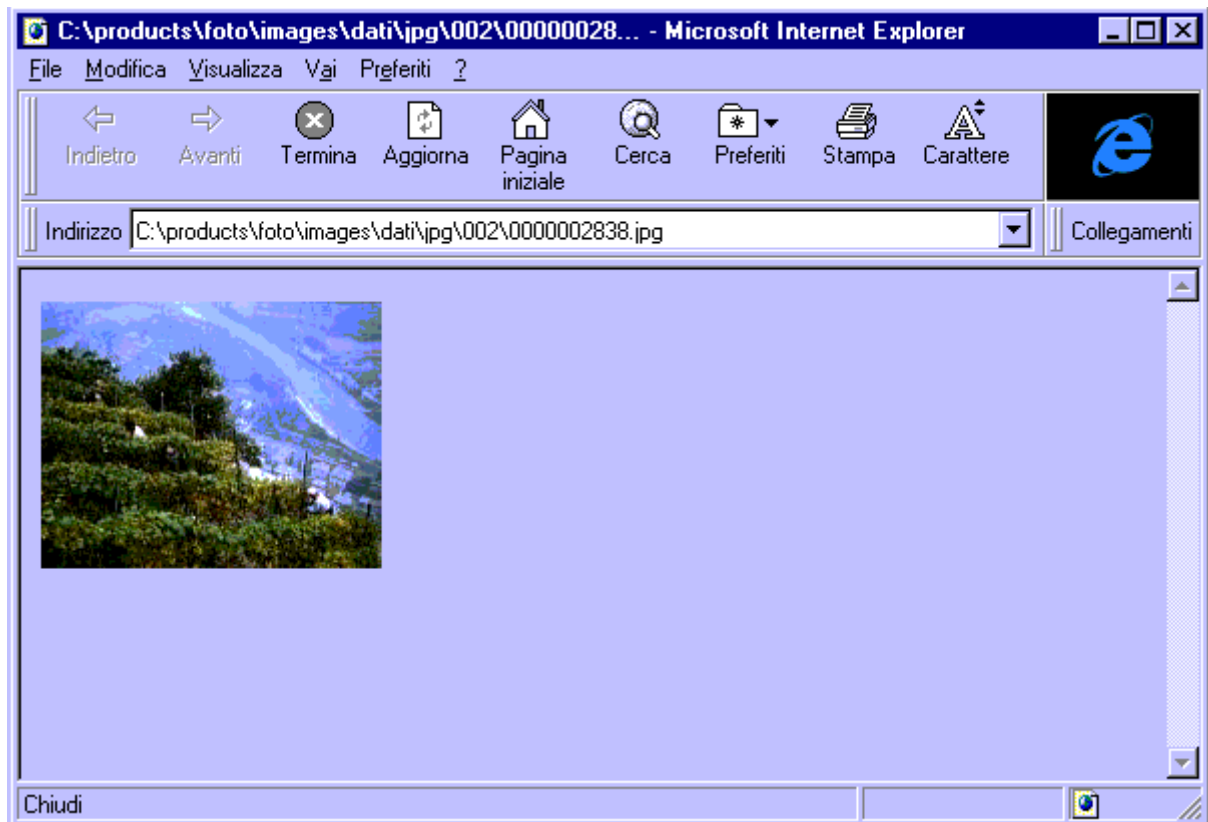 C:\products\foto\images\dati\jpg\002\00000028... - Microsoft Internet Explorer
File Modifica Visualizza Vai Preferiti ?
Indietro Avanti Termina Aggiorna Pagina iniziale Cerca Preferiti Stampa Carattere
Indirizzo C:\products\foto\images\dati\jpg\002\0000002838.jpg Collegamenti
Chiudi